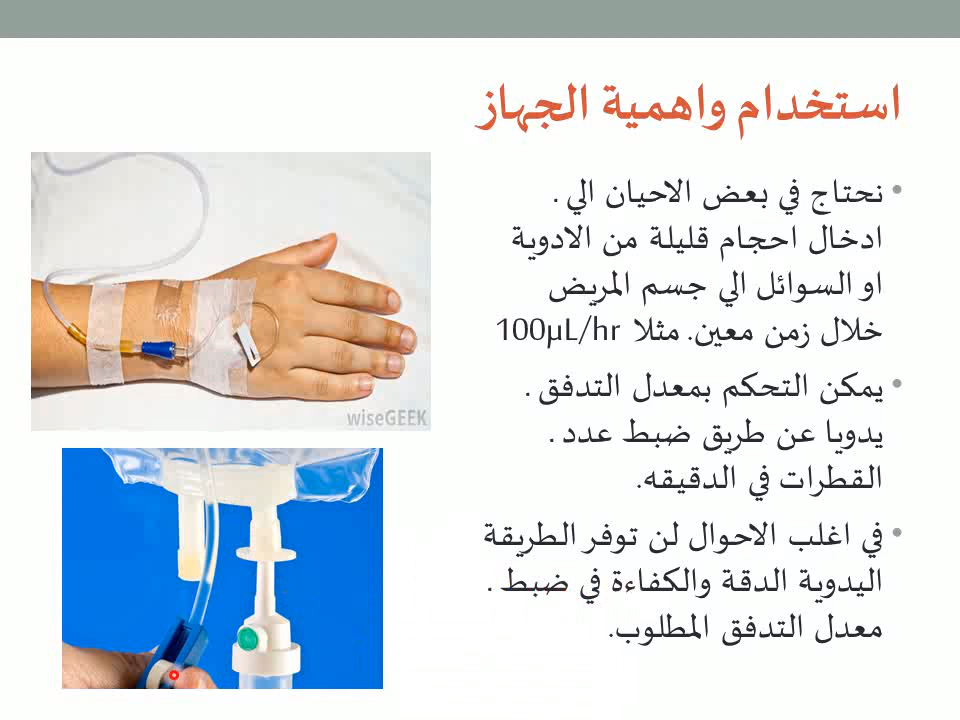 استخدام واهمية الجهاز
• نحتاج في بعض الاحيان الي .
ادخال احجام قليلة من الادوية
او السوائل الي جسم المريض
خلال زمن معين. مثلا 100µL/hr
• يمكن التحكم بمعدل التدفق .
يدويا عن طريق ضبط عدد .
القطرات في الدقيقه.
• في اغلب الاحوال لن توفر الطريقة
اليدوية الدقة والكفاءة في ضبط .
معدل التدفق المطلوب.
wiseGEEK